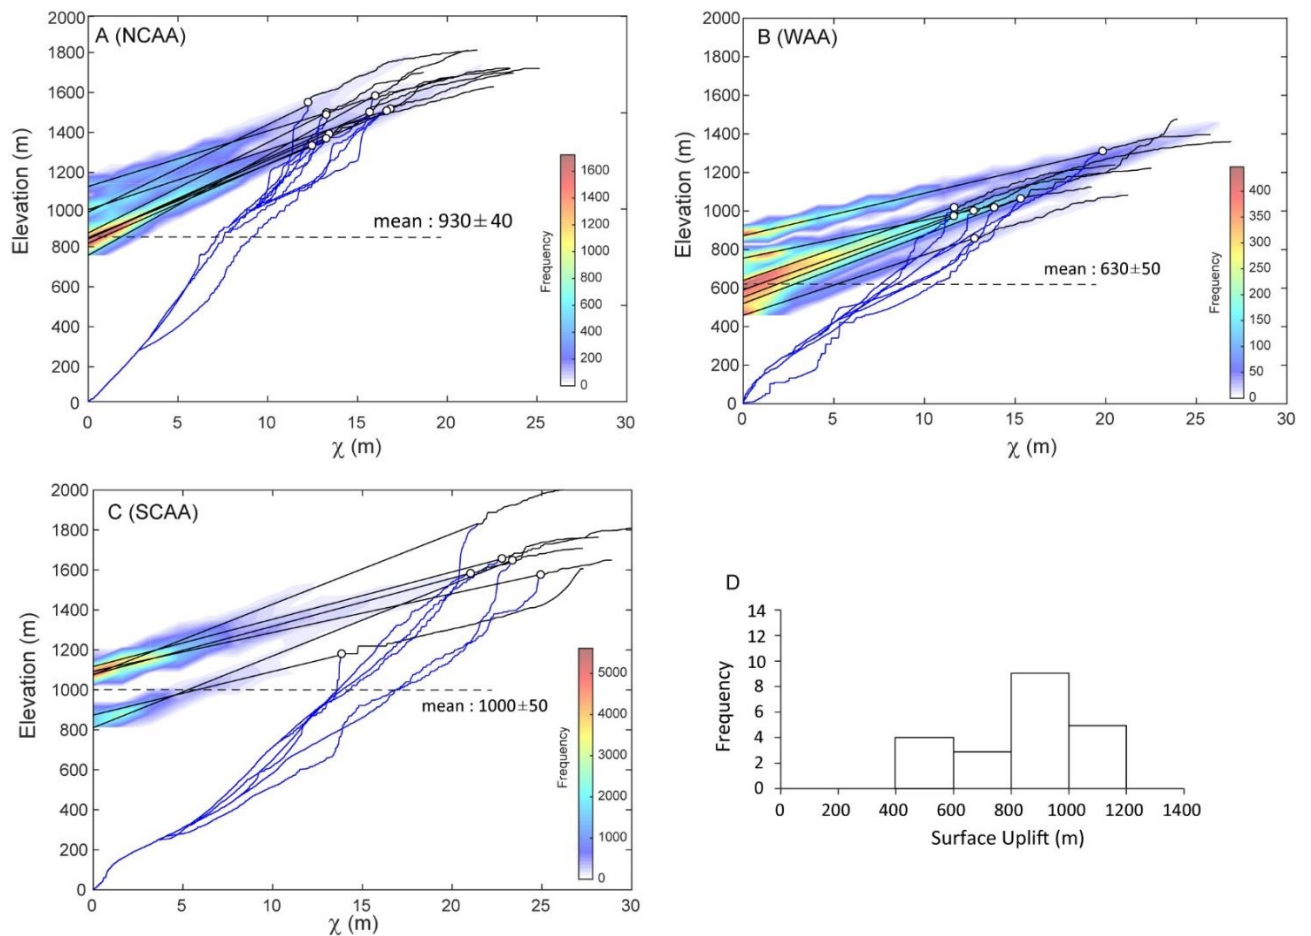 A (NCAA)
2000
1800
1600
1400
1200
1000
800
600
400
200
0
Elevation (m)
mean : 930±40
1600
1400
1200
1000
800
600
400
200
0
Frequency
0 5 10 15 20 25 30
χ (m)
B (WAA)
2000
1800
1600
1400
1200
1000
800
600
400
200
0
Elevation (m)
mean : 630±50
400
350
300
250
200
150
100
50
0
Frequency
0 5 10 15 20 25 30
χ (m)
C (SCAA)
2000
1800
1600
1400
1200
1000
800
600
400
200
0
Elevation (m)
mean : 1000±50
5000
4000
3000
2000
1000
0
Frequency
0 5 10 15 20 25 30
χ (m)
D
14
12
10
8
6
4
2
0
Frequency
0 200 400 600 800 1000 1200 1400
Surface Uplift (m)